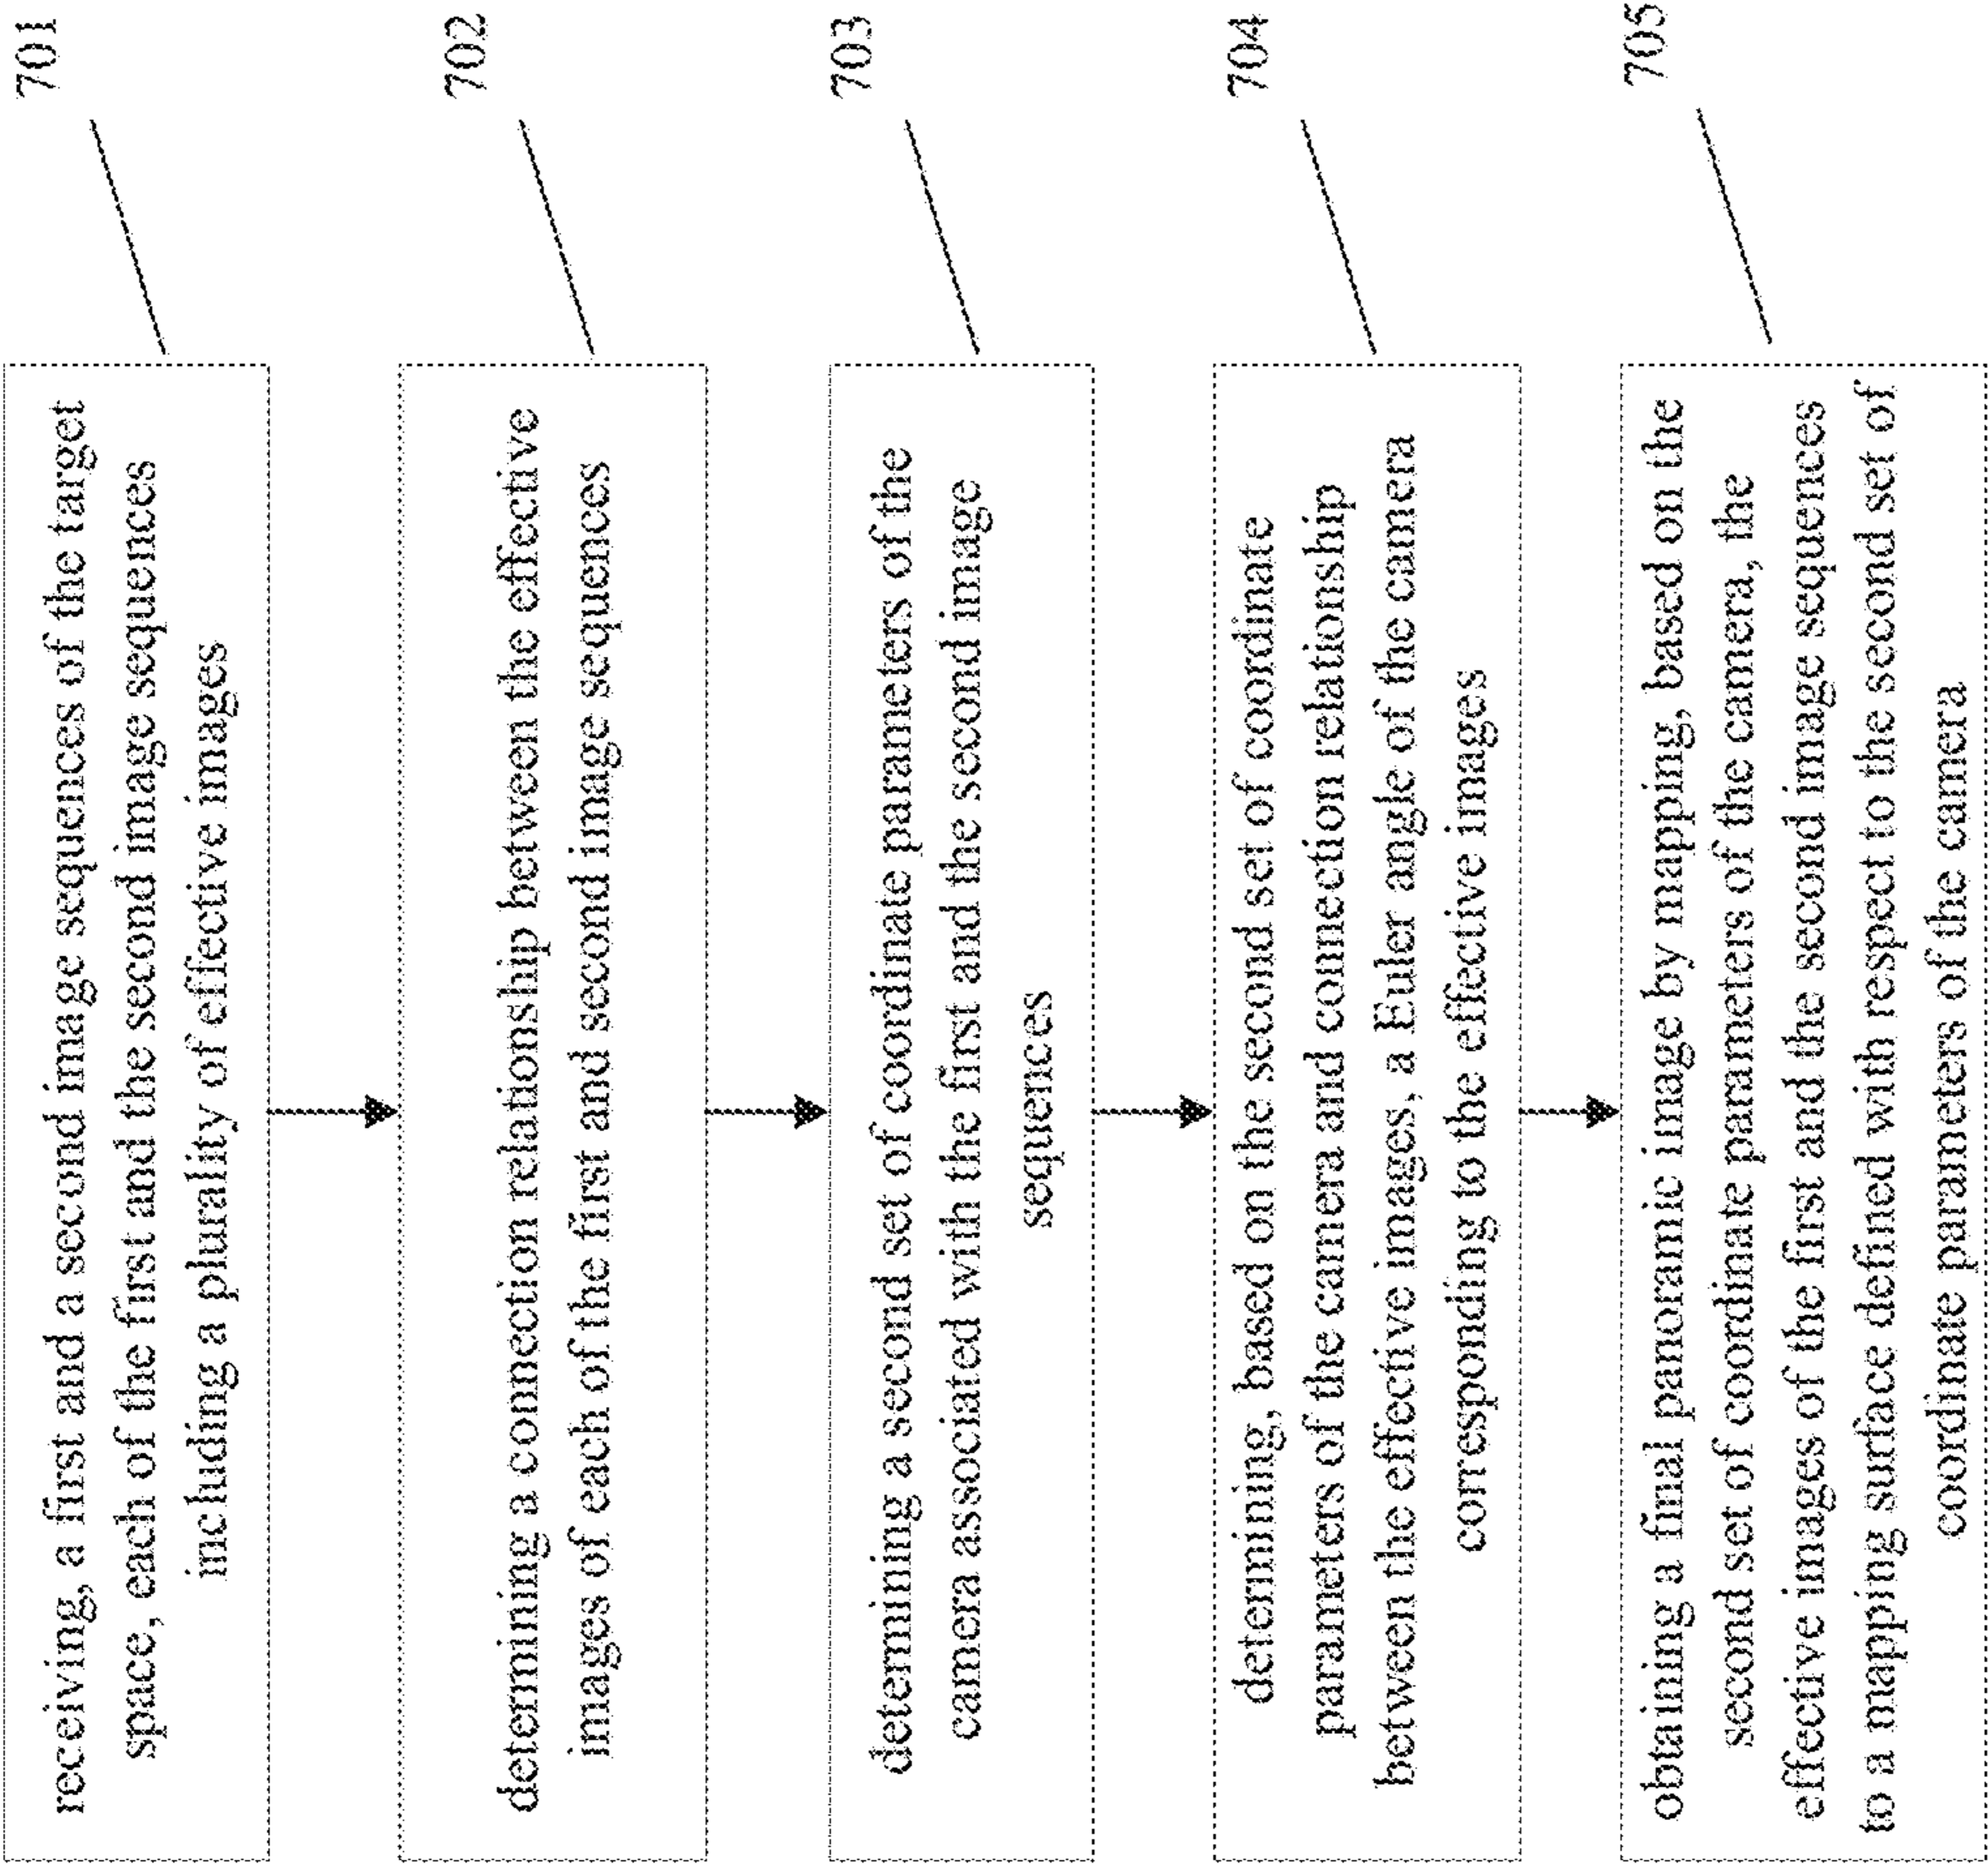 receiving, a first and a second image sequences of the target
space, each of the first and the second image sequences
including a plurality of effective images
701
determining a connection relationship between the effective
images of each of the first and second image sequences
702
determining a second set of coordinate parameters of the
camera associated with the first and the second image
sequences
703
determining, based on the second set of coordinate
parameters of the camera and connection relationship
between the effective images, a Euler angle of the camera
corresponding to the effective images
704
obtaining a final panoramic image by mapping, based on the
second set of coordinate parameters of the camera, the
effective images of the first and the second image sequences
to a mapping surface defined with respect to the second set of
coordinate parameters of the camera
705